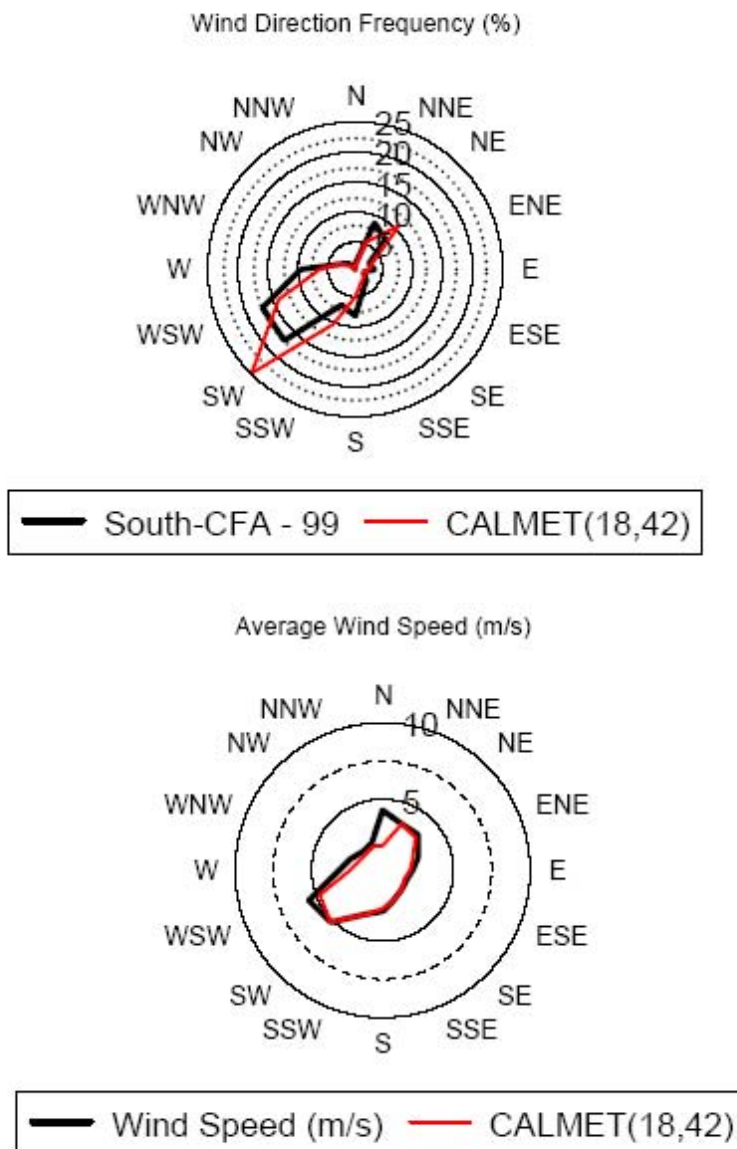 Wind Direction Frequency (%)
N
NNW NNE
NW NE
WNW ENE
W E
WSW ESE
SW SE
SSW SSE
S
25
20
15
10
5
South-CFA - 99 CALMET(18,42)
Average Wind Speed (m/s)
N
NNW NNE
NW NE
WNW ENE
W E
WSW ESE
SW SE
SSW SSE
S
10
5
Wind Speed (m/s) CALMET(18,42)